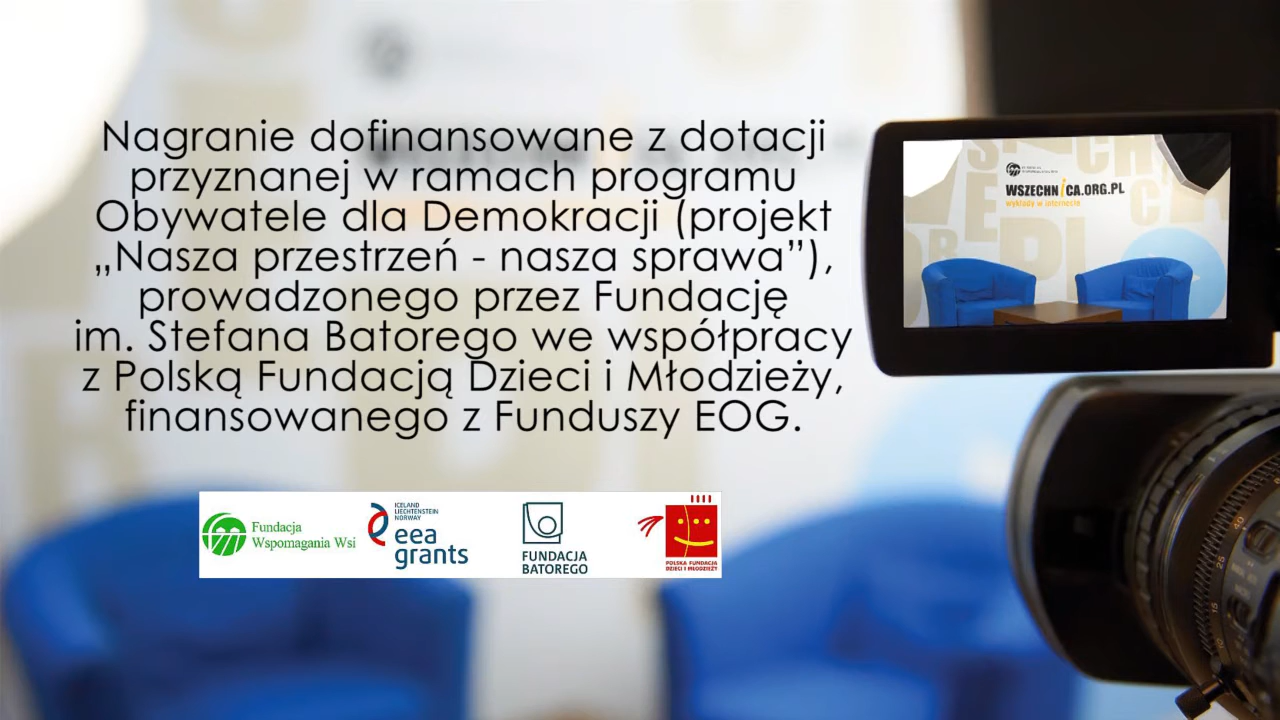 Nagranie dofinansowane z dotacji
przyznanej w ramach programu
Obywatele dla Demokracji (projekt
„Nasza przestrzeń - nasza sprawa”),
prowadzonego przez Fundację
im. Stefana Batorego we współpracy
z Polską Fundacją Dzieci i Młodzieży,
finansowanego z Funduszy EOG.
WSZECHNICA.ORG.PL
wykłady w internecie
Fundacja
Wspomagania Wsi
ICELAND
LIECHTENSTEIN
NORWAY
eea
grants
FUNDACJA
BATOREGO
POLSKA FUNDACJA
DZIECI I MŁODZIEŻY